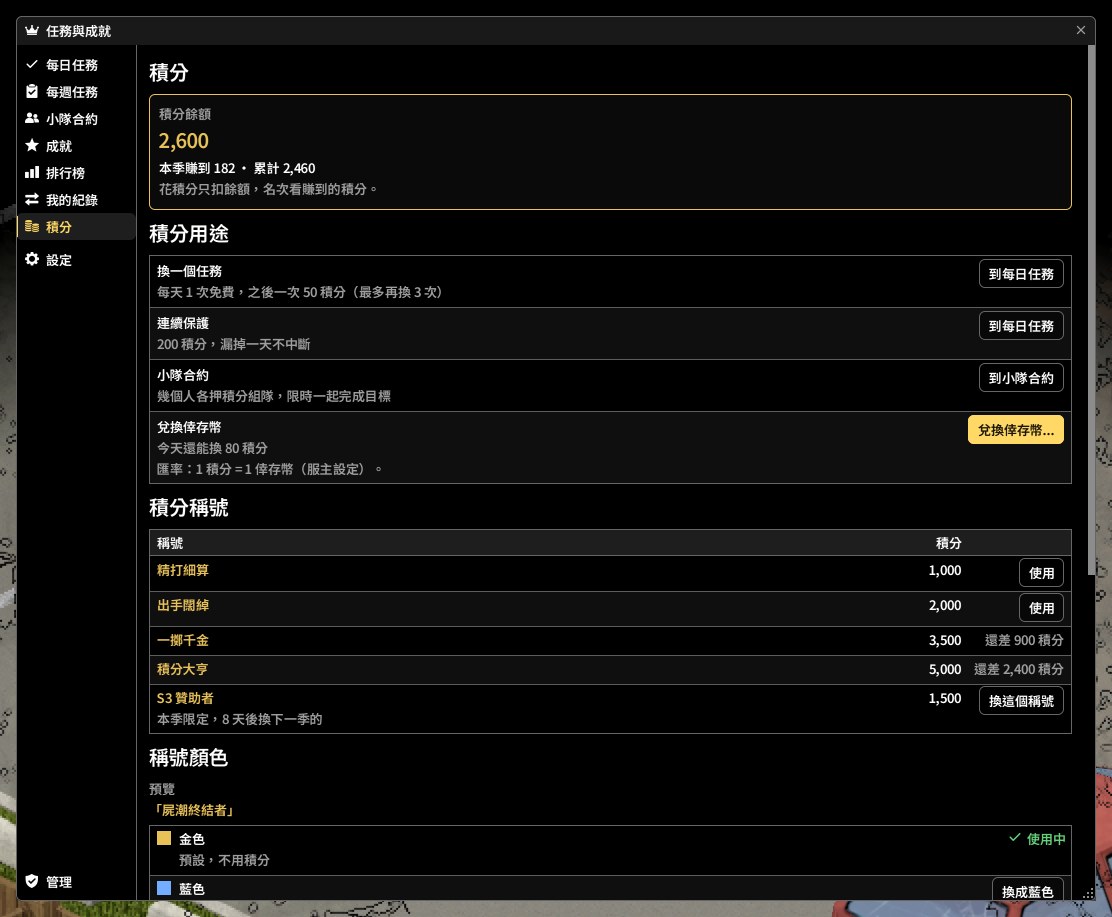 任務與成就
每日任務
每週任務
小隊合約
成就
排行榜
我的紀錄
積分
設定
管理
積分
積分餘額
2,600
本季賺到 182 · 累計 2,460
花積分只扣餘額，名次看賺到的積分。
積分用途
換一個任務
每天 1 次免費，之後一次 50 積分（最多再換 3 次）
到每日任務
連續保護
200 積分，漏掉一天不中斷
到每日任務
小隊合約
幾個人各押積分組隊，限時一起完成目標
到小隊合約
兌換倖存幣
今天還能換 80 積分
匯率：1 積分 = 1 倖存幣（服主設定）。
兌換倖存幣...
積分稱號
稱號 積分
精打細算 1,000 使用
出手闊綽 2,000 使用
一擲千金 3,500 還差 900 積分
積分大亨 5,000 還差 2,400 積分
S3 贊助者 1,500 換這個稱號
本季限定，8 天後換下一季的
稱號顏色
預覽
「屍潮終結者」
金色 使用中
預設，不用積分
藍色 換成藍色